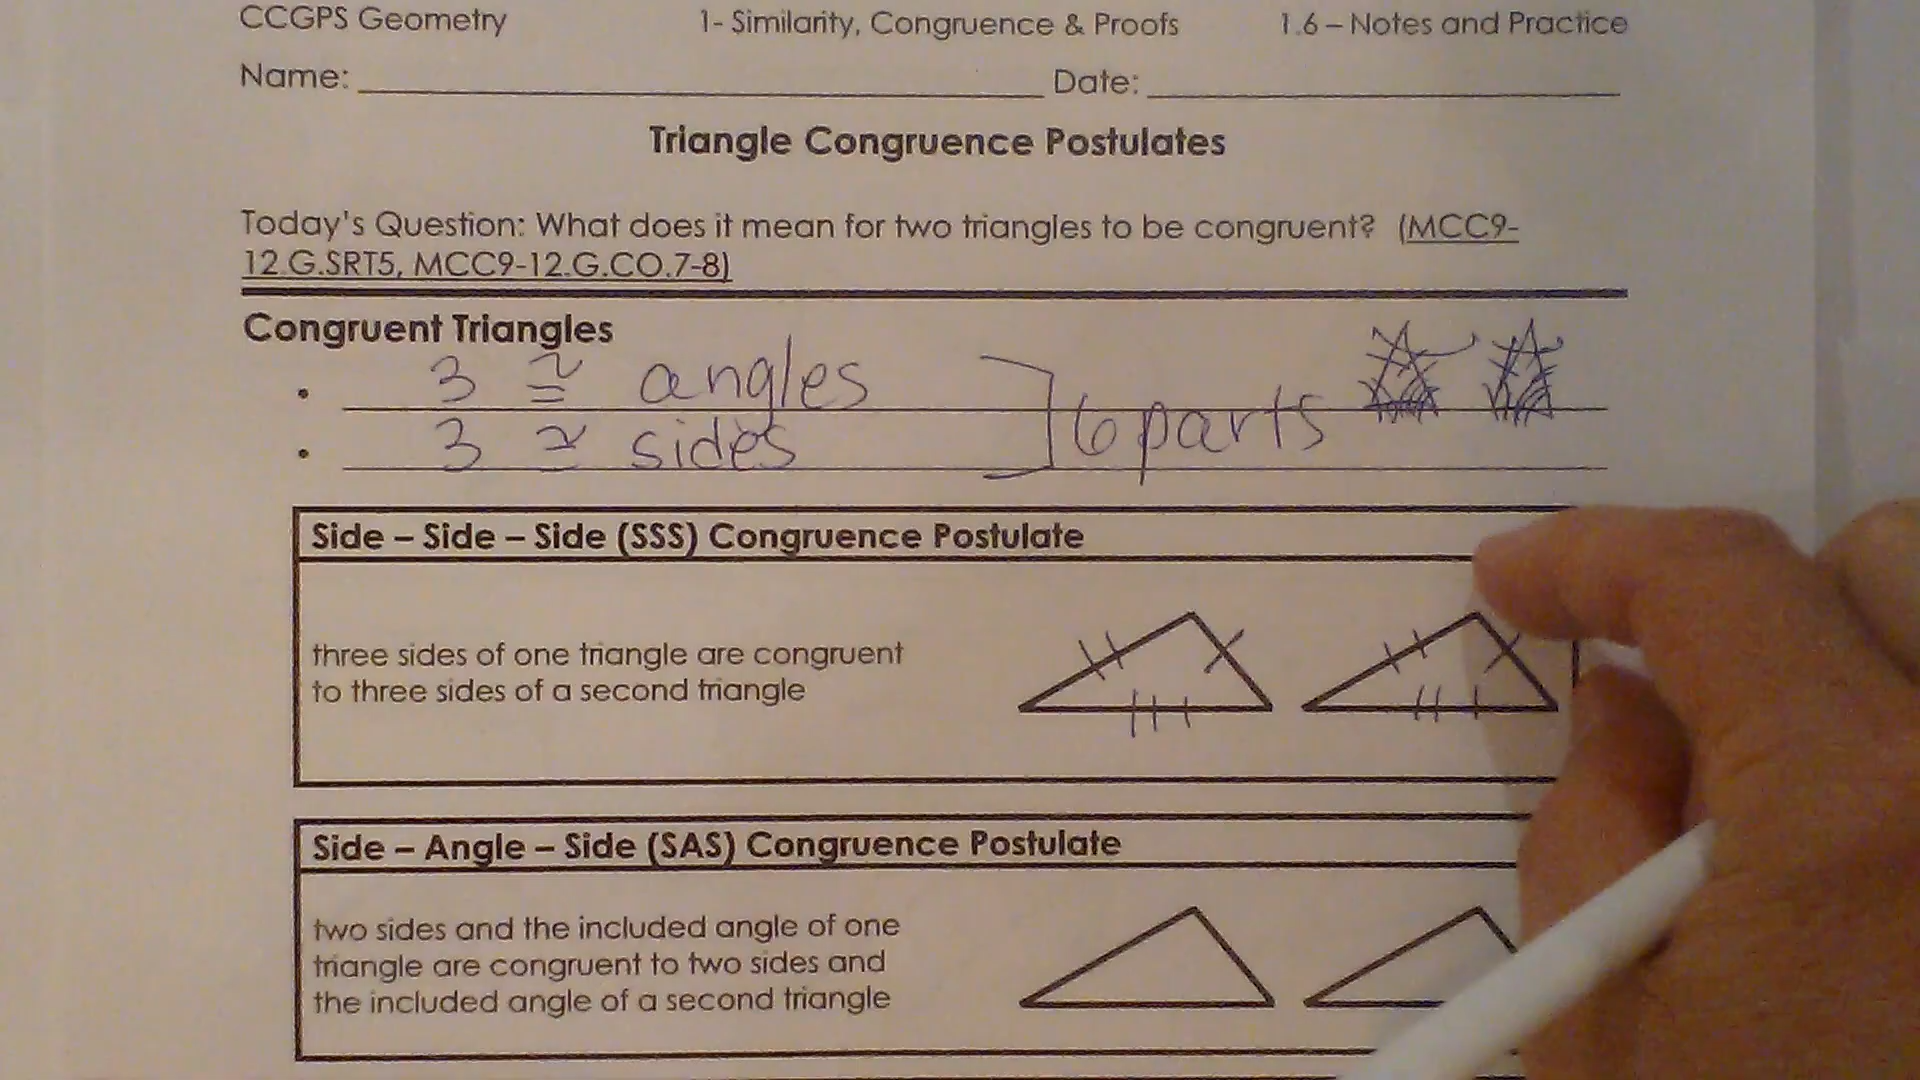 CCGPS Geometry 1- Similarity, Congruence & Proofs 1.6 – Notes and Practice
Name: Date:
Triangle Congruence Postulates
Today's Question: What does it mean for two triangles to be congruent? (MCC9-
12.G.SRT5, MCC9-12.G.CO.7-8)
Congruent Triangles
• 3 ≅ angles
• 3 ≅ sides
6 parts
Side – Side – Side (SSS) Congruence Postulate
three sides of one triangle are congruent
to three sides of a second triangle
Side – Angle – Side (SAS) Congruence Postulate
two sides and the included angle of one
triangle are congruent to two sides and
the included angle of a second triangle